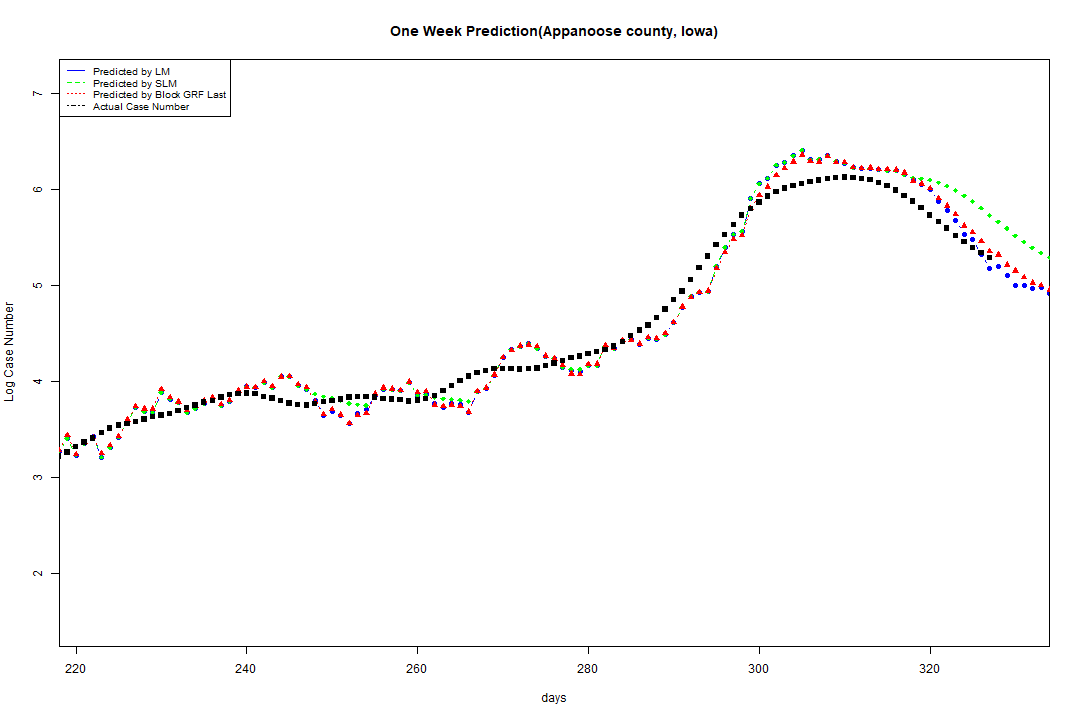 One Week Prediction(Appanoose county, Iowa)
Predicted by LM
Predicted by SLM
Predicted by Block GRF Last
Actual Case Number
7
6
5
4
3
2
Log Case Number
220 240 260 280 300 320
days